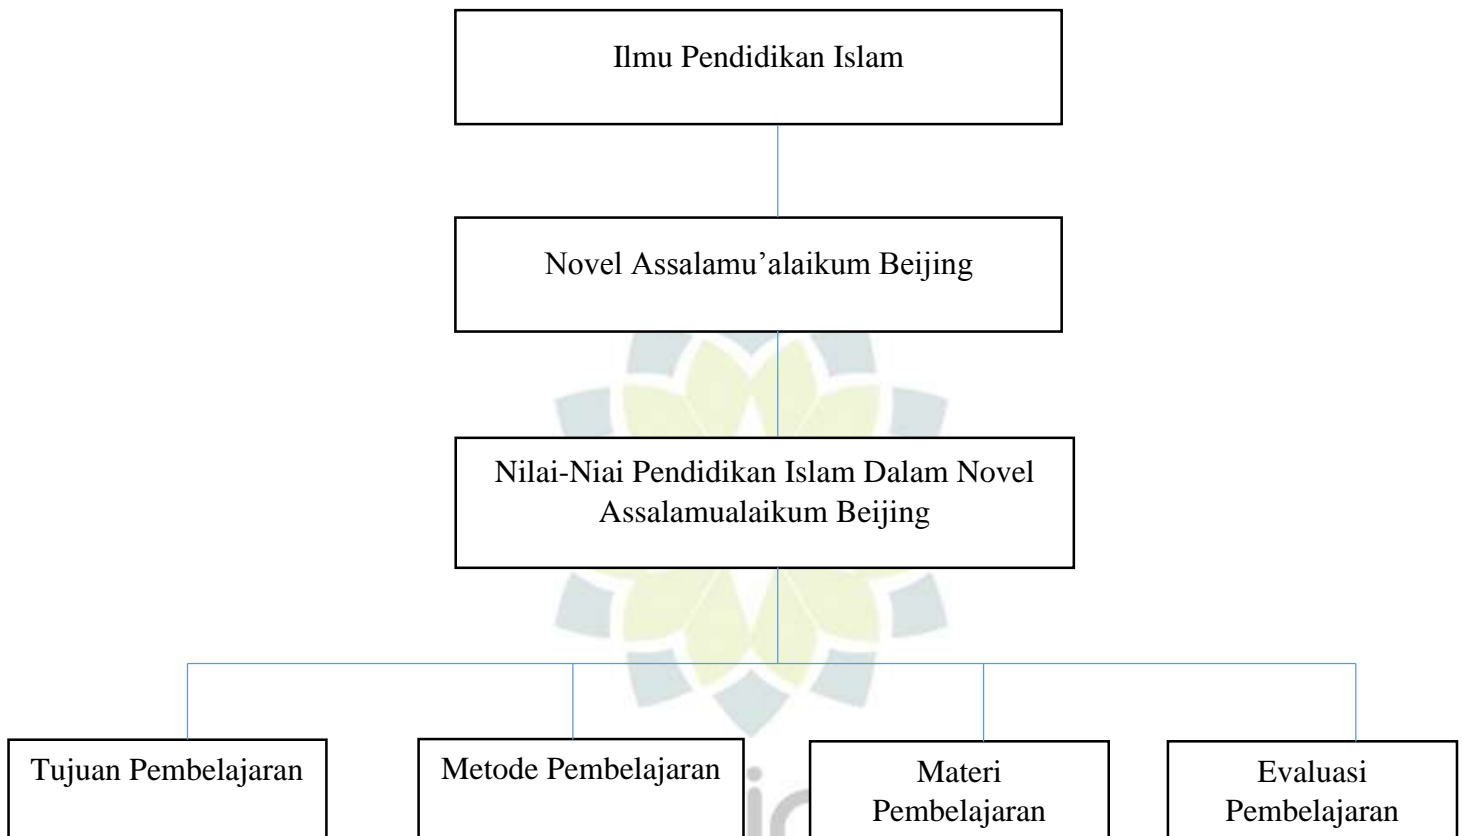 Ilmu Pendidikan Islam
Novel Assalamu’alaikum Beijing
Nilai-Niai Pendidikan Islam Dalam Novel
Assalamualaikum Beijing
Tujuan Pembelajaran
Metode Pembelajaran
Materi
Pembelajaran
Evaluasi
Pembelajaran